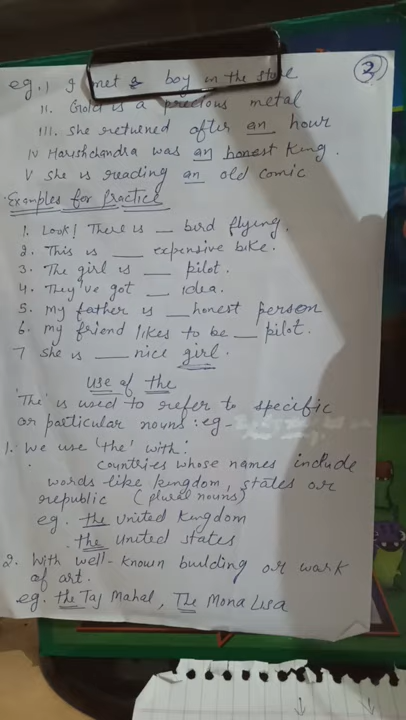 (2)
eg. I I met a boy in the store
II. Gold is a precious metal
III. She returned after an hour
IV Harishchandra was an honest King.
V She is reading an old comic
Examples for Practice
1. Look! There is __ bird flying.
2. This is ___ expensive bike.
3. The girl is ___ pilot.
4. They've got __ idea.
5. My father is __ honest person
6. My friend likes to be __ pilot.
7 She is ___ nice girl.
Use of the
'The' is used to refer to specific
or particular nouns : eg -
1. We use 'the' with:
countries whose names include
words like kingdom, states or
republic (plural nouns)
eg. the United Kingdom
the United States
2. With well-known building or work
of art.
eg. the Taj Mahal, The Mona Lisa